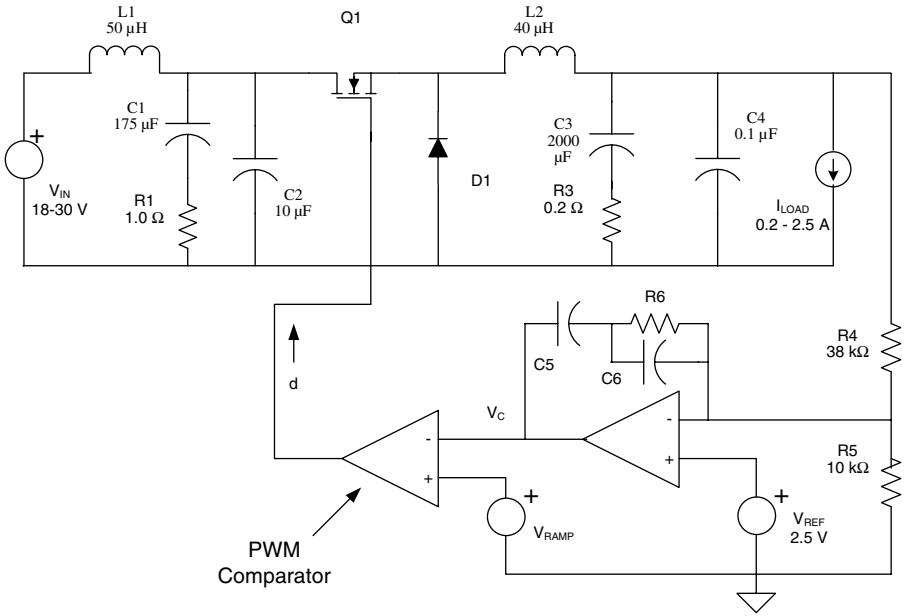 L1
50 µH
Q1
L2
40 µH
C1
175 µF
C3
2000
µF
C4
0.1 µF
+
V_IN
18-30 V
R1
1.0 Ω
C2
10 µF
D1
R3
0.2 Ω
I_LOAD
0.2 - 2.5 A
R6
C5
C6
R4
38 kΩ
d
V_C
-
-
+
+
R5
10 kΩ
+
V_RAMP
+
V_REF
2.5 V
PWM
Comparator